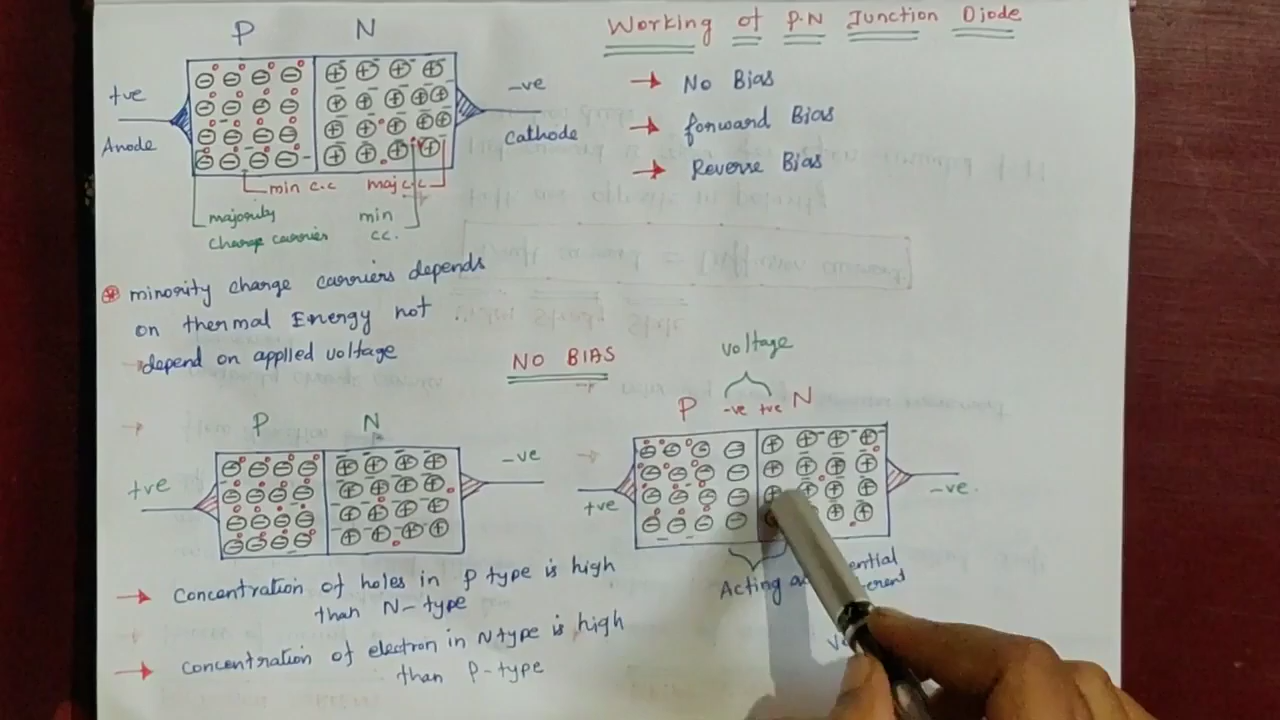 Working of P-N Junction Diode
→ No Bias
→ forward Bias
→ Reverse Bias
P N
+ve
Anode
-ve
Cathode
min c.c maj c.c
majority
charge carriers
min
cc.
⊛ minority charge carriers depends
on thermal Energy not
depend on applied voltage
NO BIAS
P N
+ve
-ve
voltage
P -ve +ve N
+ve
-ve.
Acting
→ Concentration of holes in P type is high
than N-type
→ concentration of electron in N type is high
than P-type